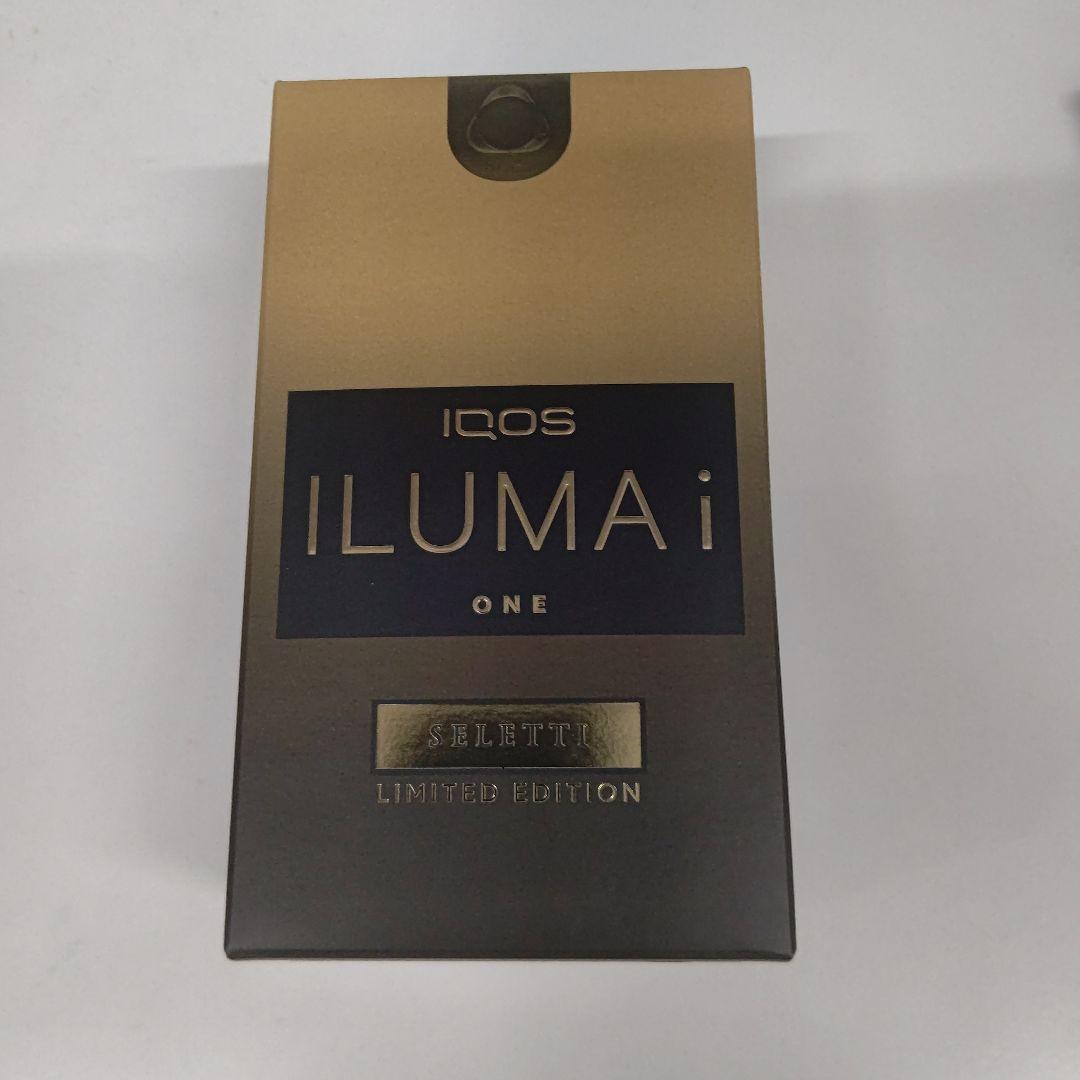 IQOS
ILUMA i
ONE
SELETTI
LIMITED EDITION